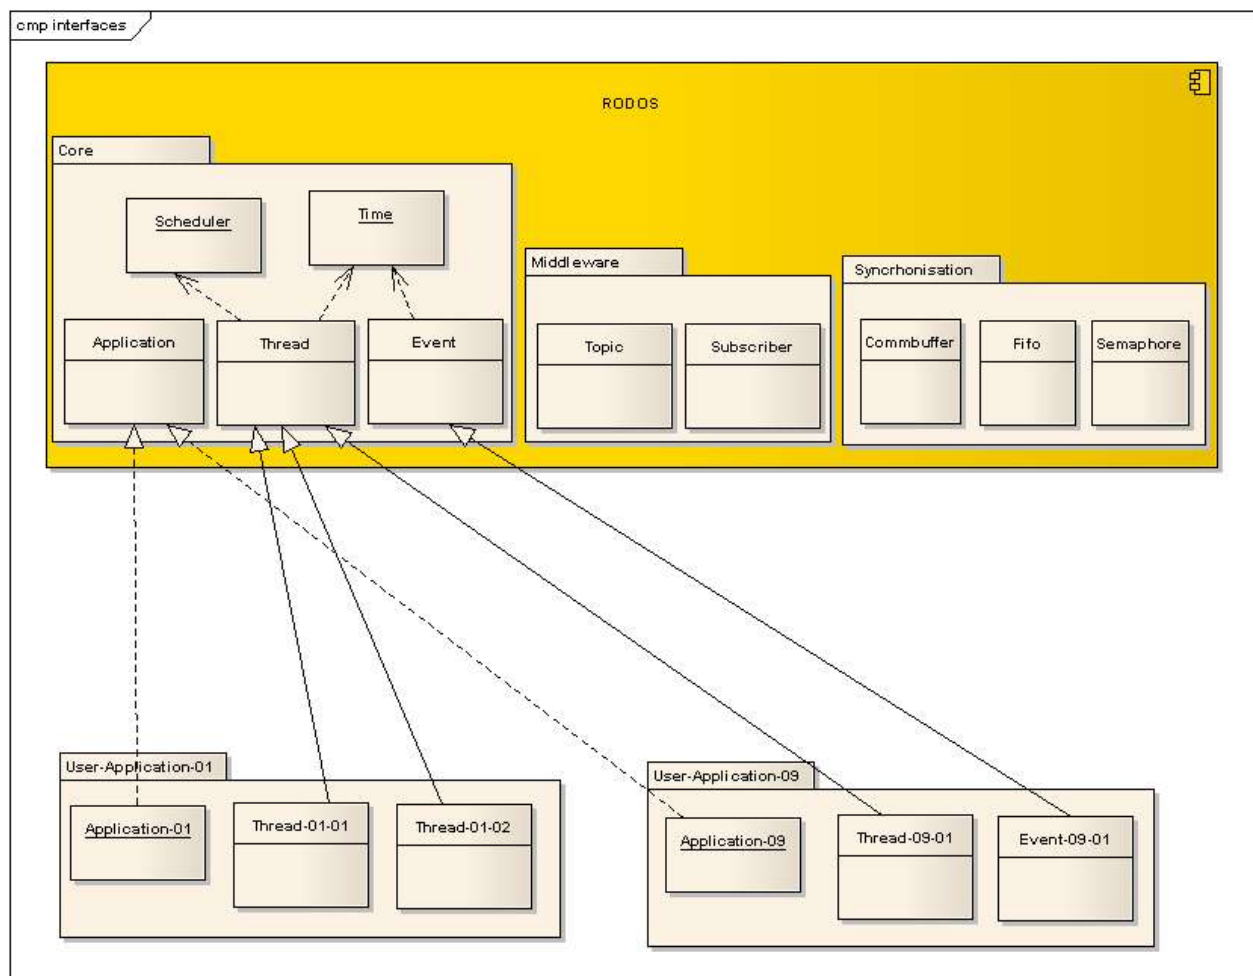 cmp interfaces
RODOS
Core
Scheduler
Time
Middleware
Syncrhonisation
Application
Thread
Event
Topic
Subscriber
Commbuffer
Fifo
Semaphore
User-Application-01
Application-01
Thread-01-01
Thread-01-02
User-Application-09
Application-09
Thread-09-01
Event-09-01